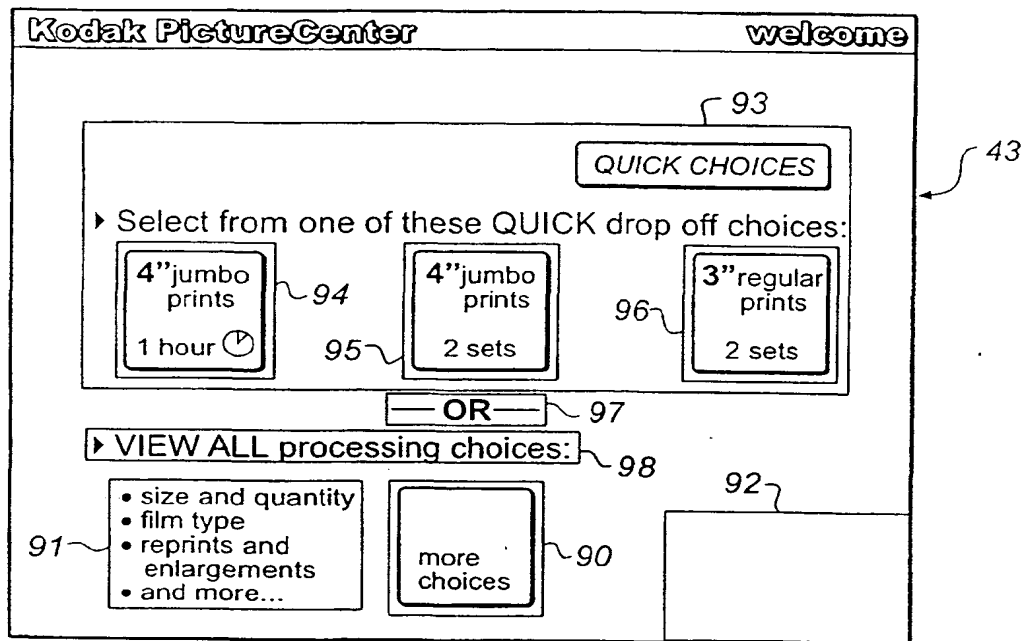 Kodak PictureCenter welcome
93
QUICK CHOICES
43
▸ Select from one of these QUICK drop off choices:
4” jumbo prints
1 hour
94
4” jumbo prints
2 sets
95
3” regular prints
2 sets
96
— OR —
97
▸ VIEW ALL processing choices:
98
• size and quantity
• film type
• reprints and
enlargements
• and more...
91
more
choices
90
92